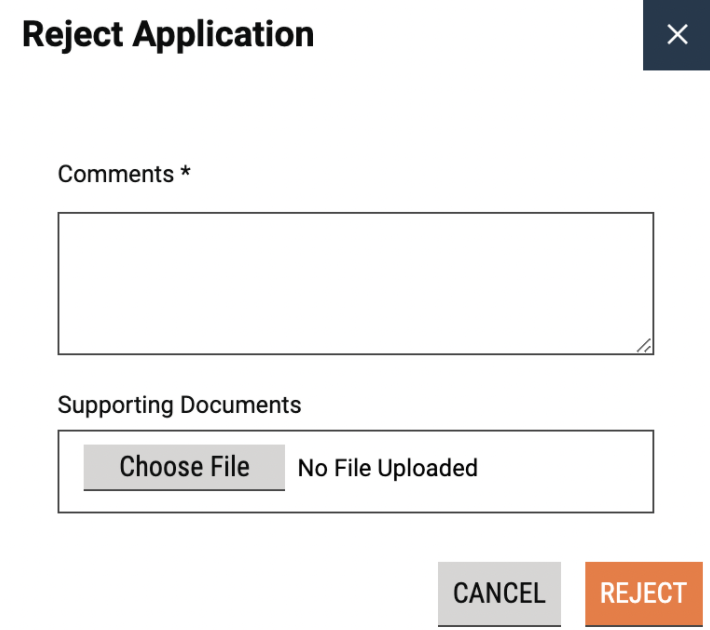 Reject Application
Comments *
Supporting Documents
Choose File No File Uploaded
CANCEL REJECT